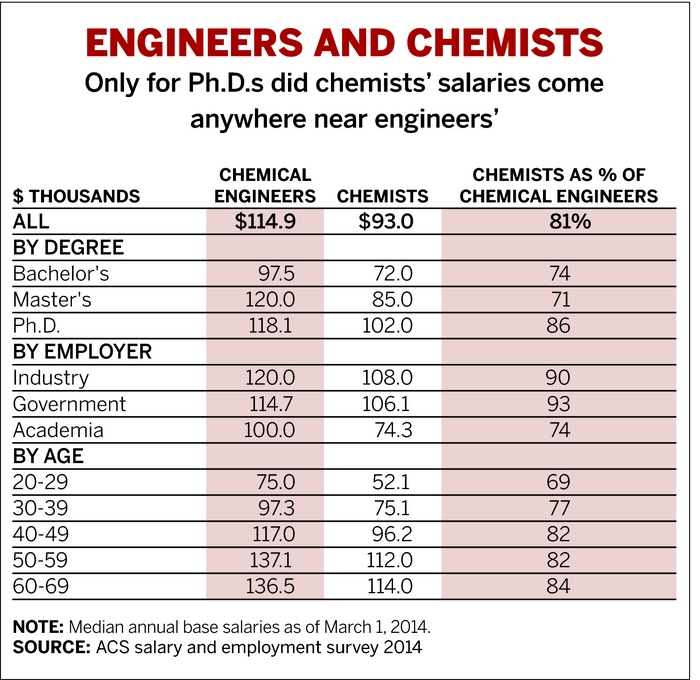 ENGINEERS AND CHEMISTS
Only for Ph.D.s did chemists’ salaries come
anywhere near engineers’
$ THOUSANDS CHEMICAL ENGINEERS CHEMISTS CHEMISTS AS % OF CHEMICAL ENGINEERS
ALL $114.9 $93.0 81%
BY DEGREE
Bachelor's 97.5 72.0 74
Master's 120.0 85.0 71
Ph.D. 118.1 102.0 86
BY EMPLOYER
Industry 120.0 108.0 90
Government 114.7 106.1 93
Academia 100.0 74.3 74
BY AGE
20-29 75.0 52.1 69
30-39 97.3 75.1 77
40-49 117.0 96.2 82
50-59 137.1 112.0 82
60-69 136.5 114.0 84
NOTE: Median annual base salaries as of March 1, 2014.
SOURCE: ACS salary and employment survey 2014